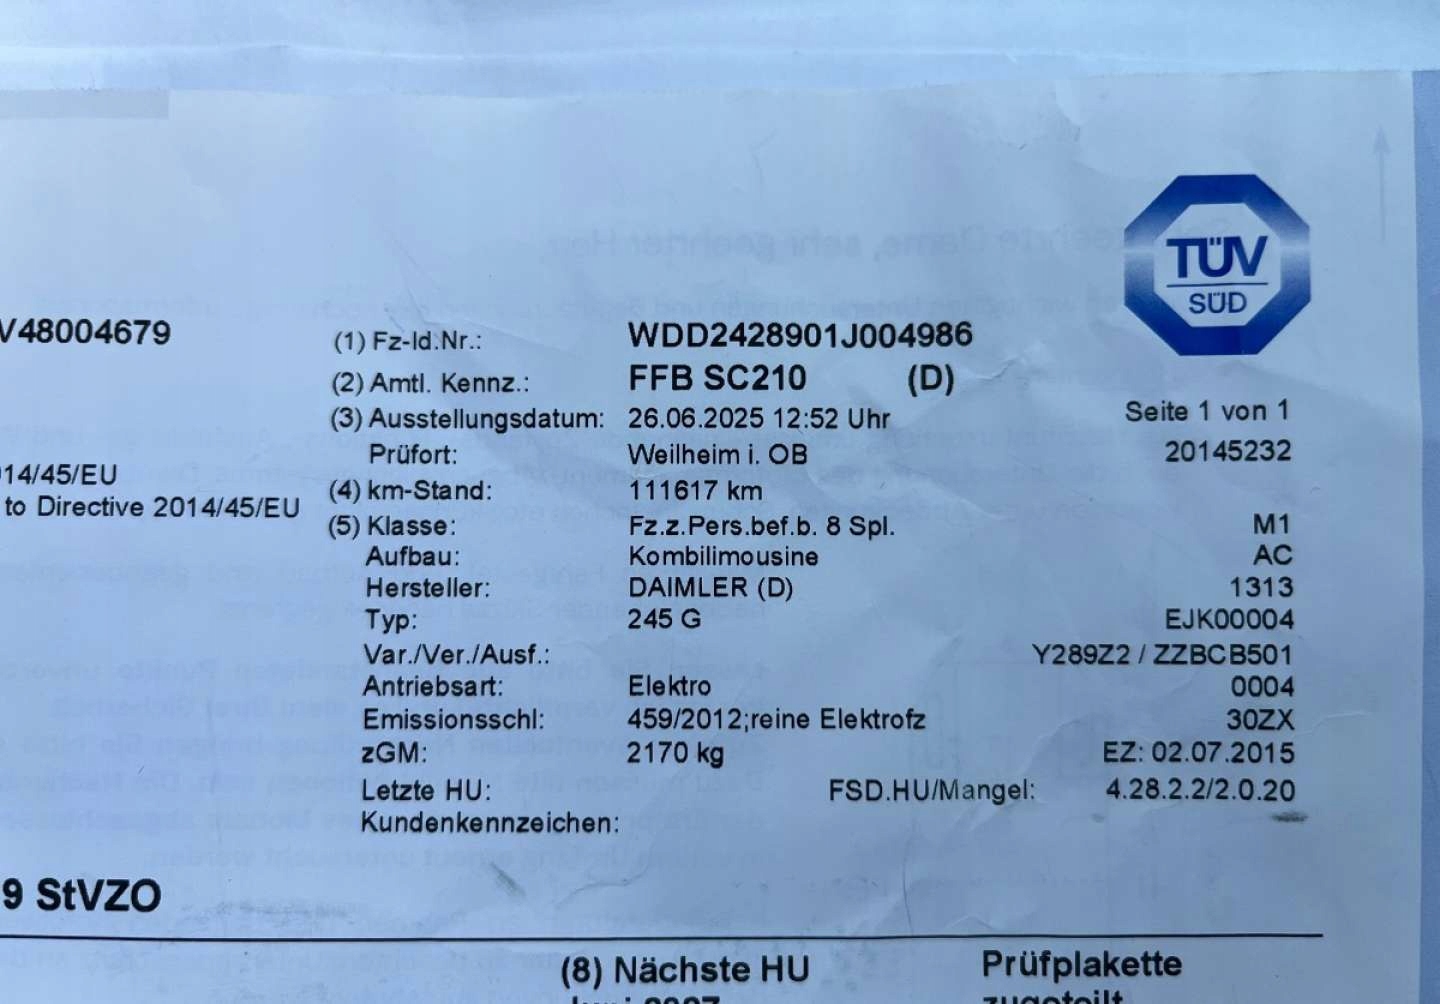 TÜV
SÜD
V48004679
(1) Fz-Id.Nr.: WDD2428901J004986
(2) Amtl. Kennz.: FFB SC210 (D)
(3) Ausstellungsdatum: 26.06.2025 12:52 Uhr Seite 1 von 1
Prüfort: Weilheim i. OB 20145232
14/45/EU
(4) km-Stand: 111617 km
to Directive 2014/45/EU
(5) Klasse: Fz.z.Pers.bef.b. 8 Spl. M1
Aufbau: Kombilimousine AC
Hersteller: DAIMLER (D) 1313
Typ: 245 G EJK00004
Var./Ver./Ausf.: Y289Z2 / ZZBCB501
Antriebsart: Elektro 0004
Emissionsschl: 459/2012;reine Elektrofz 30ZX
zGM: 2170 kg EZ: 02.07.2015
Letzte HU: FSD.HU/Mangel: 4.28.2.2/2.0.20
Kundenkennzeichen:
9 StVZO
(8) Nächste HU Prüfplakette
zugeteilt